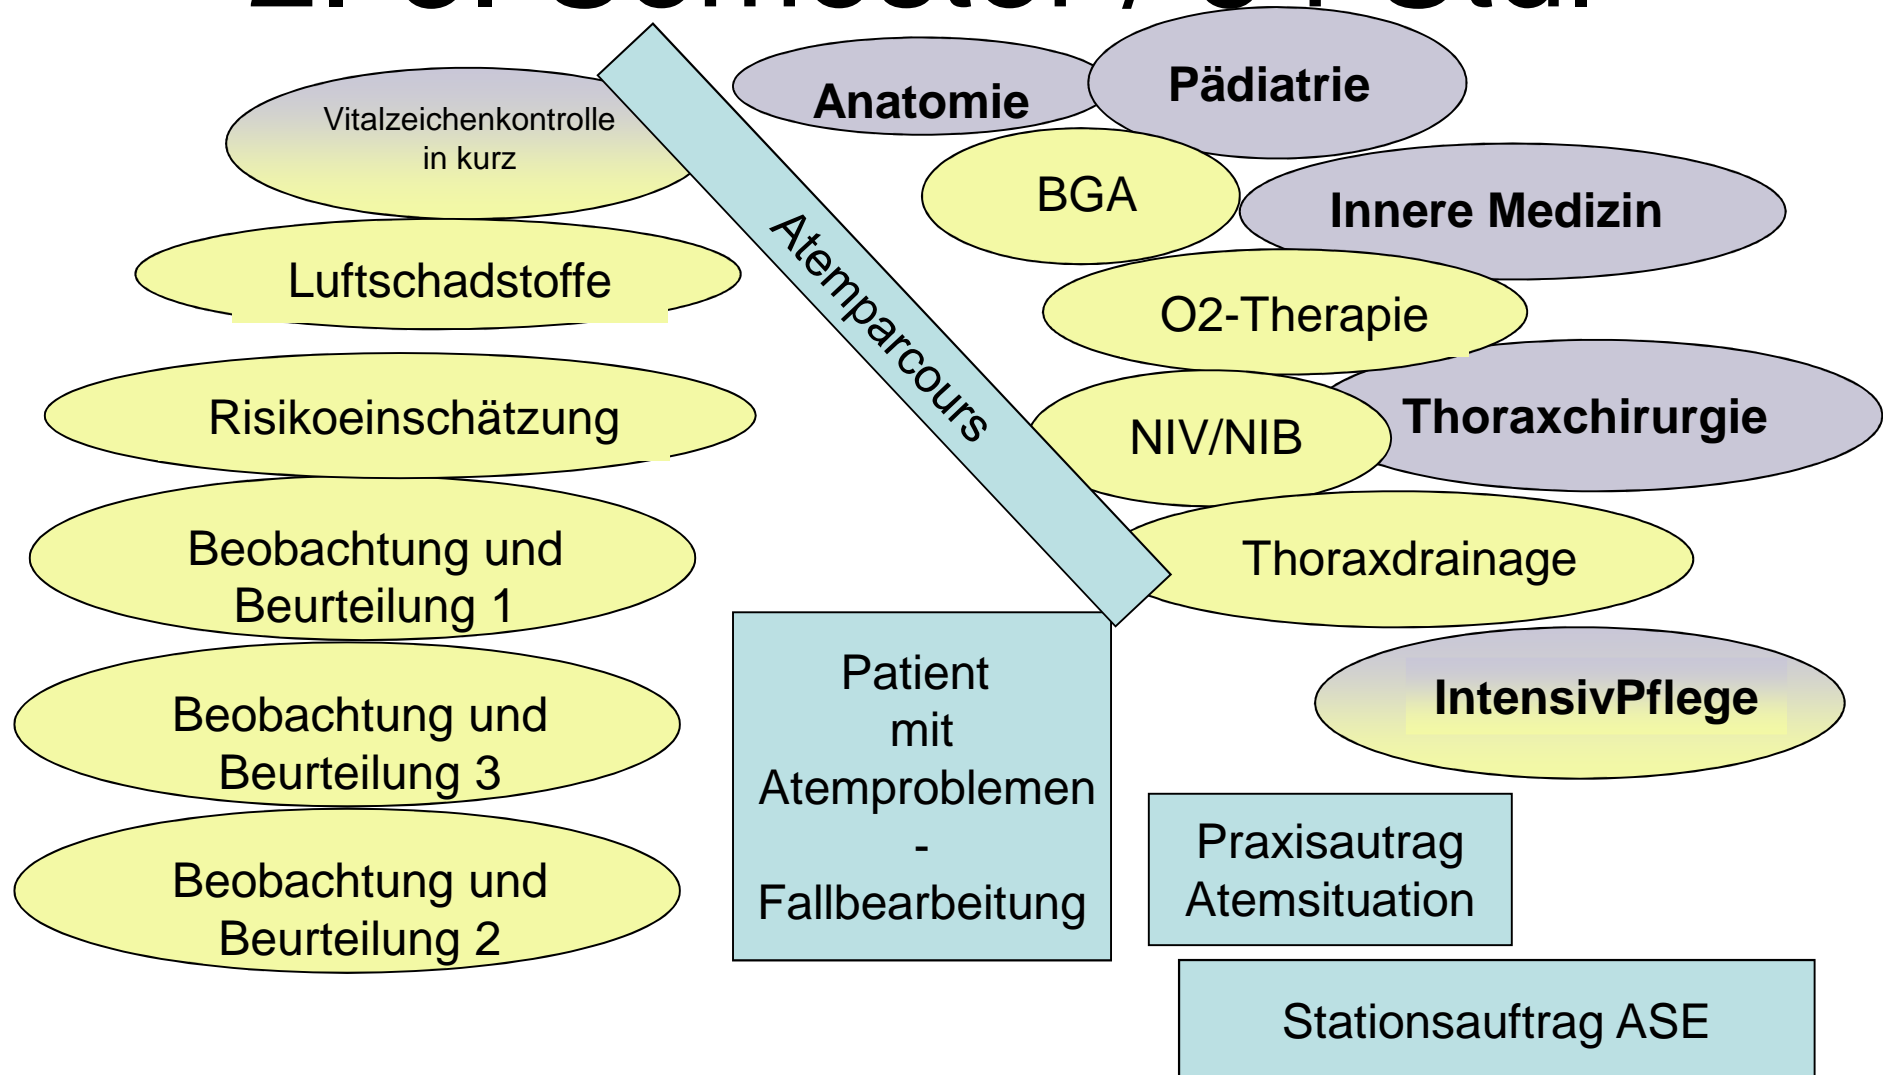 Vitalzeichenkontrolle
in kurz
Luftschadstoffe
Risikoeinschätzung
Beobachtung und
Beurteilung 1
Beobachtung und
Beurteilung 3
Beobachtung und
Beurteilung 2
Atemparcours
Anatomie
Pädiatrie
BGA
Innere Medizin
O2-Therapie
NIV/NIB
Thoraxchirurgie
Thoraxdrainage
IntensivPflege
Patient
mit
Atemproblemen
-
Fallbearbeitung
Praxisautrag
Atemsituation
Stationsauftrag ASE